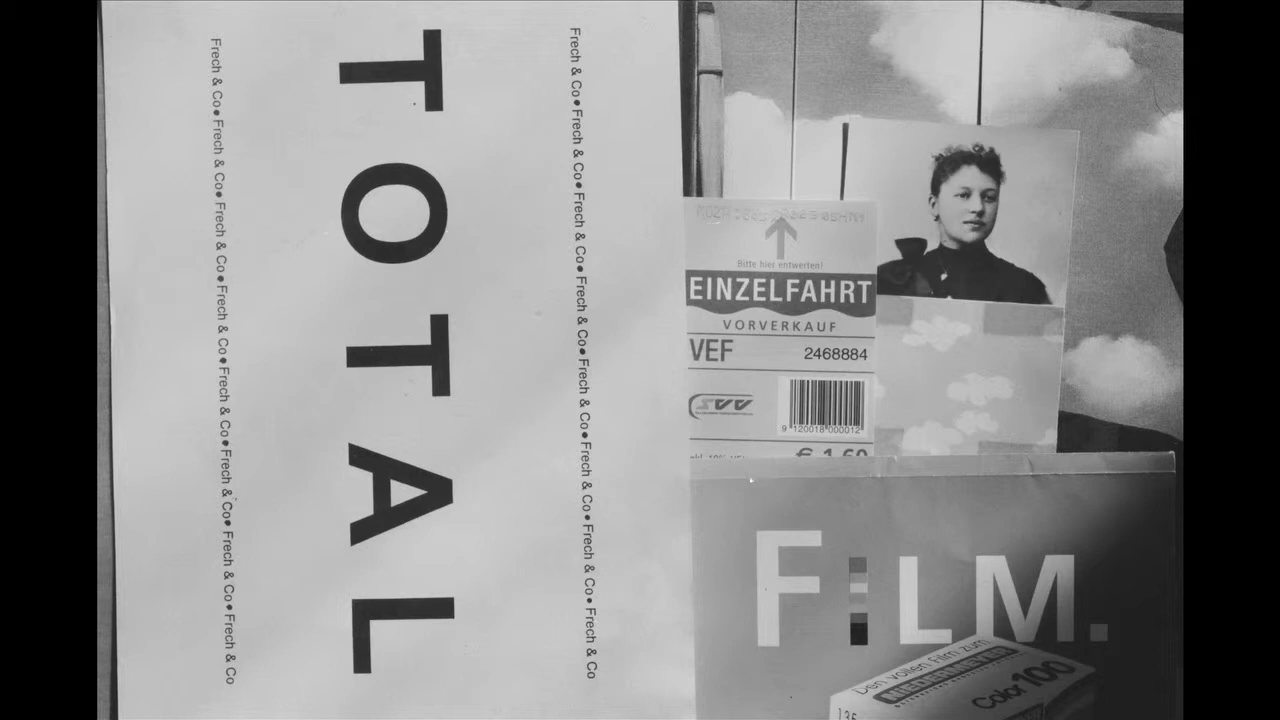 TOTAL
Frech & Co • Frech & Co • Frech & Co • Frech & Co • Frech & Co • Frech & Co • Frech & Co • Frech & Co
Frech & Co • Frech & Co • Frech & Co • Frech & Co • Frech & Co • Frech & Co • Frech & Co • Frech & Co
Bitte hier entwerten!
EINZELFAHRT
VORVERKAUF
VEF 2468884
SVV
9 120018 000012
€ 1,60
FILM.
Den vollen Film zum
NIEDERMEYER
Color 100
135